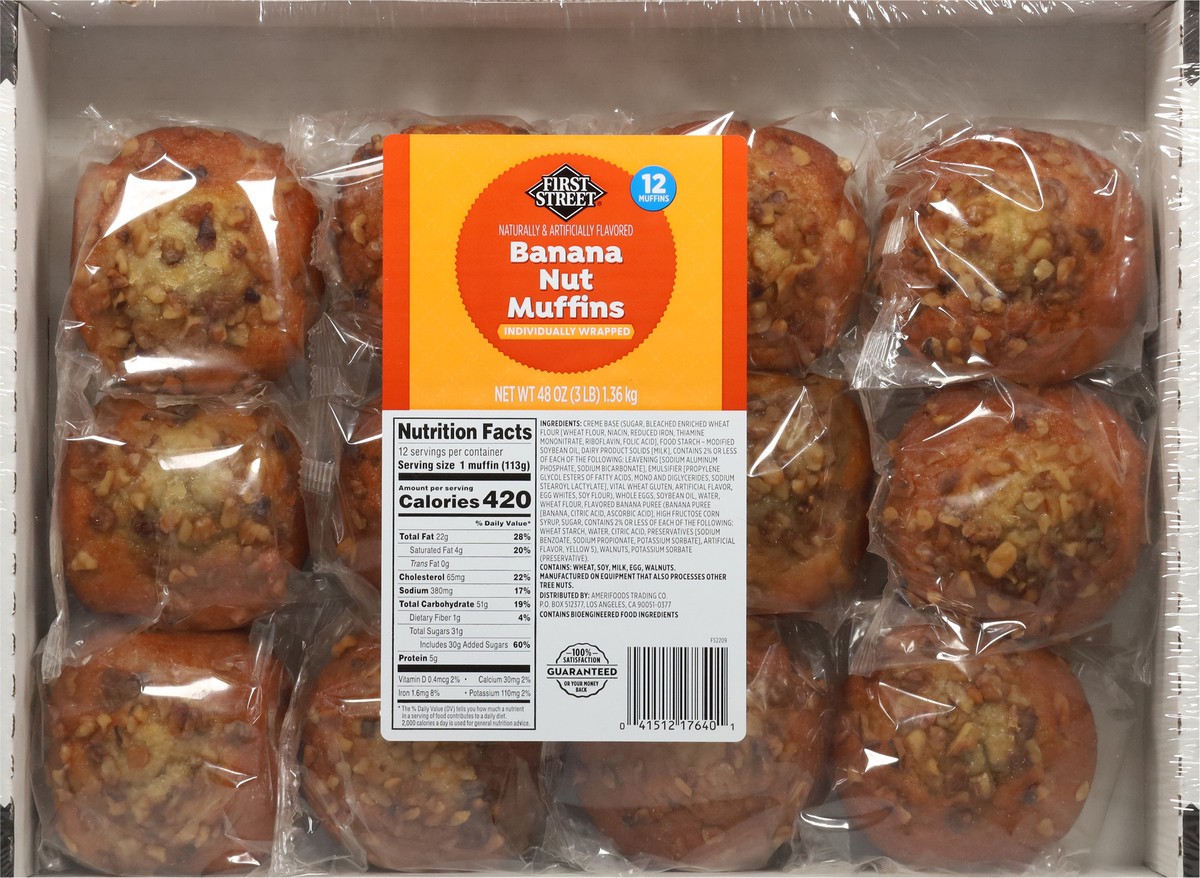 FIRST
STREET
12
MUFFINS
NATURALLY & ARTIFICIALLY FLAVORED
Banana
Nut
Muffins
INDIVIDUALLY WRAPPED
NET WT 48 OZ (3 LB) 1.36 kg
Nutrition Facts
12 servings per container
Serving size 1 muffin (113g)
Amount per serving
Calories 420
% Daily Value*
Total Fat 22g 28%
Saturated Fat 4g 20%
Trans Fat 0g
Cholesterol 65mg 22%
Sodium 380mg 17%
Total Carbohydrate 51g 19%
Dietary Fiber 1g 4%
Total Sugars 31g
Includes 30g Added Sugars 60%
Protein 5g
Vitamin D 0.4mcg 2% • Calcium 30mg 2%
Iron 1.6mg 8% • Potassium 110mg 2%
* The % Daily Value (DV) tells you how much a nutrient
in a serving of food contributes to a daily diet.
2,000 calories a day is used for general nutrition advice.
INGREDIENTS: CREME BASE (SUGAR, BLEACHED ENRICHED WHEAT
FLOUR [WHEAT FLOUR, NIACIN, REDUCED IRON, THIAMINE
MONONITRATE, RIBOFLAVIN, FOLIC ACID], FOOD STARCH – MODIFIED
SOYBEAN OIL, DAIRY PRODUCT SOLIDS [MILK], CONTAINS 2% OR LESS
OF EACH OF THE FOLLOWING: LEAVENING [SODIUM ALUMINUM
PHOSPHATE, SODIUM BICARBONATE], EMULSIFIER [PROPYLENE
GLYCOL ESTERS OF FATTY ACIDS, MONO AND DIGLYCERIDES, SODIUM
STEAROYL LACTYLATE], VITAL WHEAT GLUTEN, ARTIFICIAL FLAVOR,
EGG WHITES, SOY FLOUR), WHOLE EGGS, SOYBEAN OIL, WATER,
WHEAT FLOUR, FLAVORED BANANA PUREE (BANANA PUREE
[BANANA, CITRIC ACID, ASCORBIC ACID], HIGH FRUCTOSE CORN
SYRUP, SUGAR, CONTAINS 2% OR LESS OF EACH OF THE FOLLOWING:
WHEAT STARCH, WATER, CITRIC ACID, PRESERVATIVES [SODIUM
BENZOATE, SODIUM PROPIONATE, POTASSIUM SORBATE], ARTIFICIAL
FLAVOR, YELLOW 5), WALNUTS, POTASSIUM SORBATE
(PRESERVATIVE)
CONTAINS: WHEAT, SOY, MILK, EGG, WALNUTS.
MANUFACTURED ON EQUIPMENT THAT ALSO PROCESSES OTHER
TREE NUTS.
DISTRIBUTED BY: AMERIFOODS TRADING CO.
P.O. BOX 512377, LOS ANGELES, CA 90051-0377
CONTAINS BIOENGINEERED FOOD INGREDIENTS
FS3209
100%
SATISFACTION
GUARANTEED
OR YOUR MONEY
BACK
0 41512 17640 1